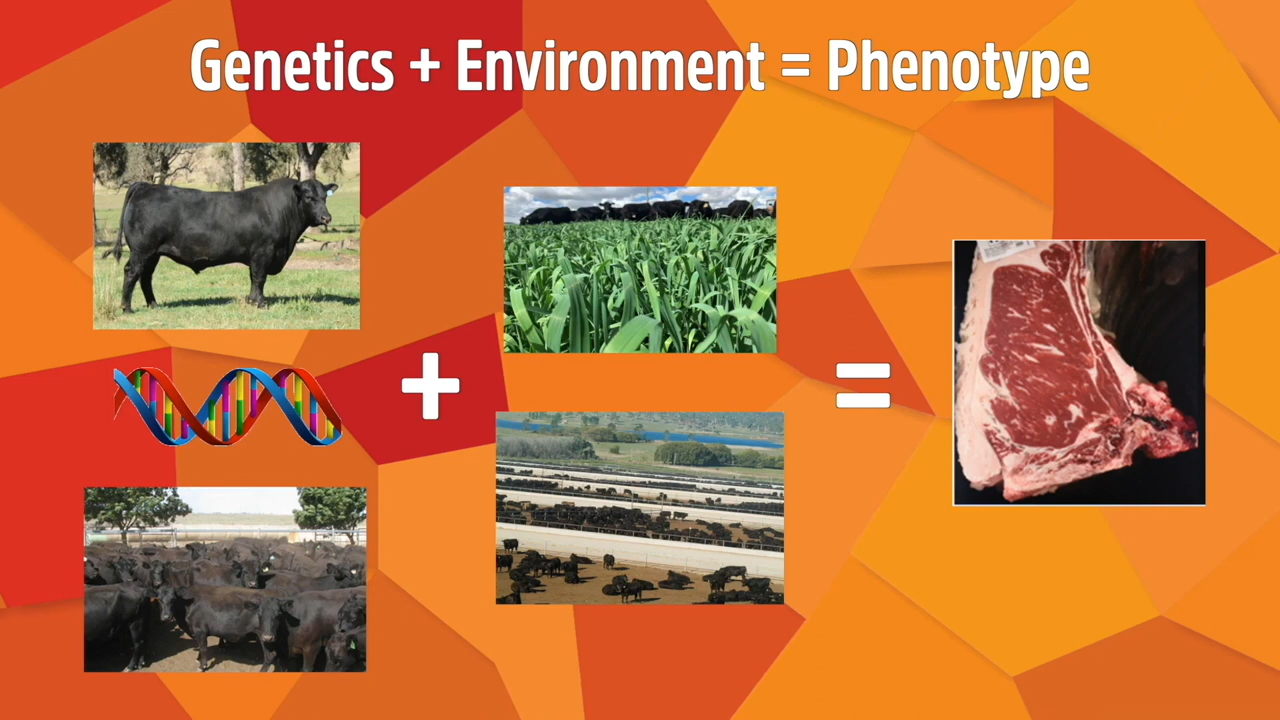 Genetics + Environment = Phenotype
+
=